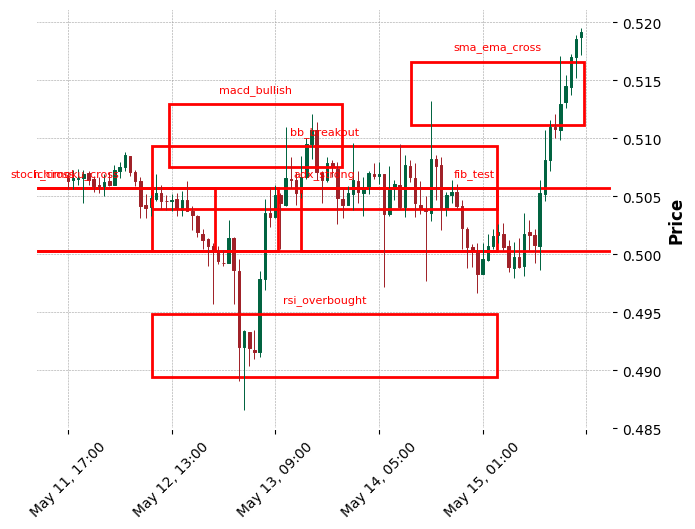 0.520
sma_ema_cross
0.515
macd_bullish
0.510
bb_breakout
adx_strong
fib_test
0.505
Price
0.500
rsi_overbought
0.495
0.490
0.485
May 11, 17:00
May 12, 13:00
May 13, 09:00
May 14, 05:00
May 15, 01:00